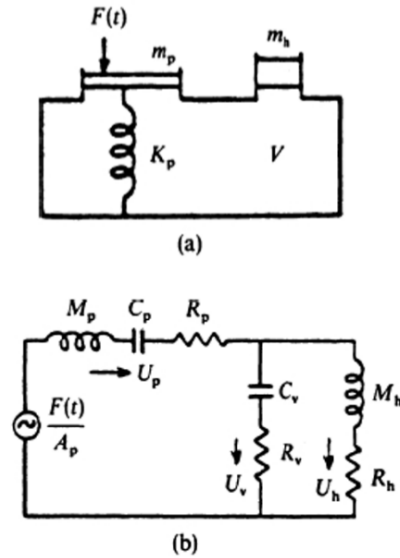 F(t)
m_p
m_h
K_p
V
(a)
M_p C_p R_p
U_p
F(t)/A_p
C_v
M_h
R_v
R_h
U_v
U_h
(b)